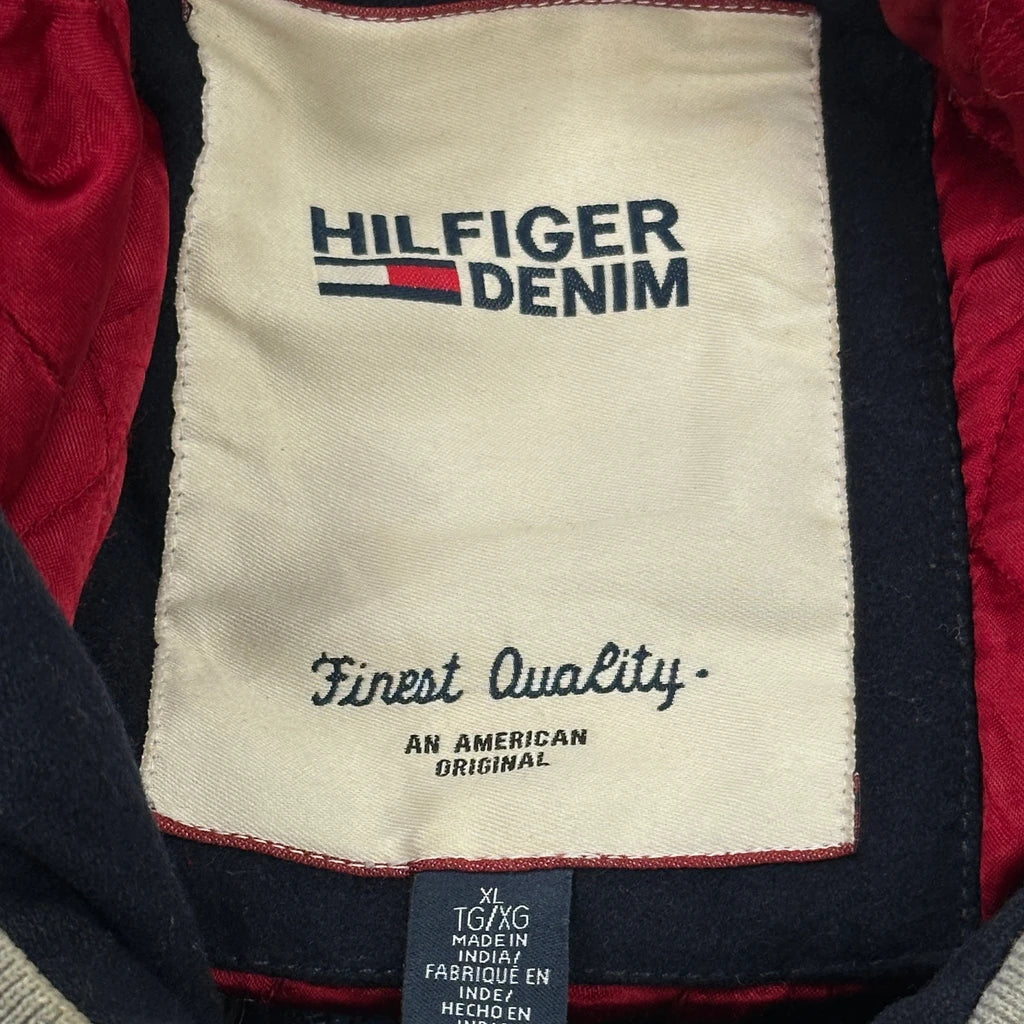 HILFIGER
DENIM
Finest Quality.
AN AMERICAN
ORIGINAL
XL
TG/XG
MADE IN
INDIA/
FABRIQUÉ EN
INDE/
HECHO EN